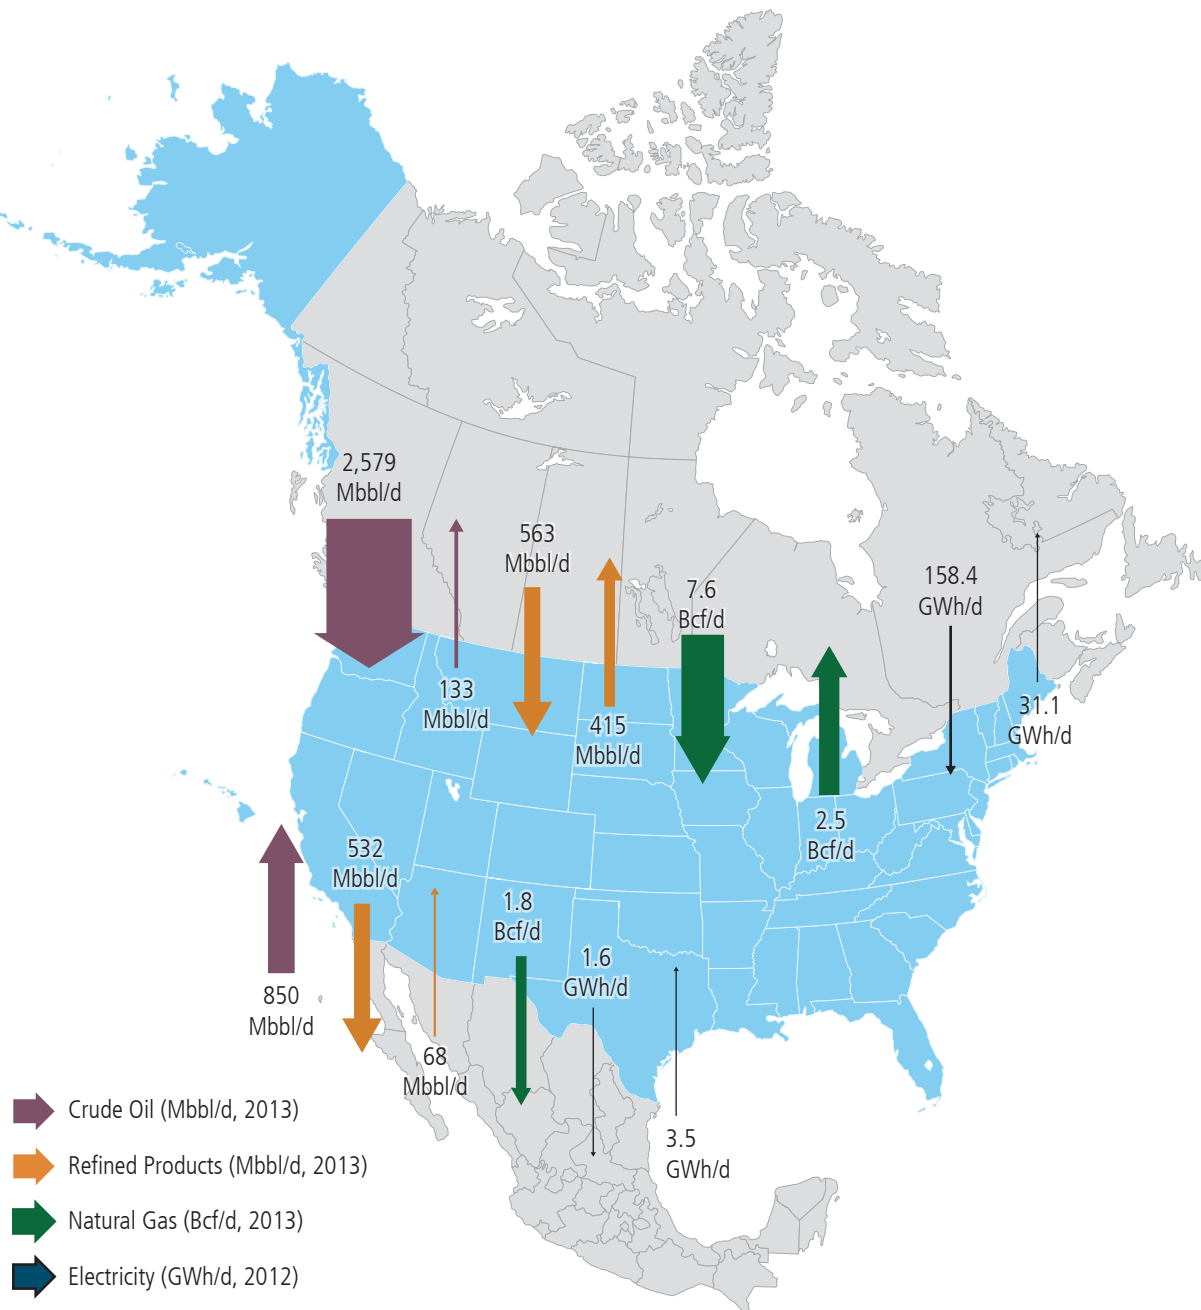 2,579
Mbbl/d
563
Mbbl/d
7.6
Bcf/d
158.4
GWh/d
133
Mbbl/d
415
Mbbl/d
31.1
GWh/d
2.5
Bcf/d
532
Mbbl/d
1.8
Bcf/d
1.6
GWh/d
850
Mbbl/d
68
Mbbl/d
3.5
GWh/d
Crude Oil (Mbbl/d, 2013)
Refined Products (Mbbl/d, 2013)
Natural Gas (Bcf/d, 2013)
Electricity (GWh/d, 2012)